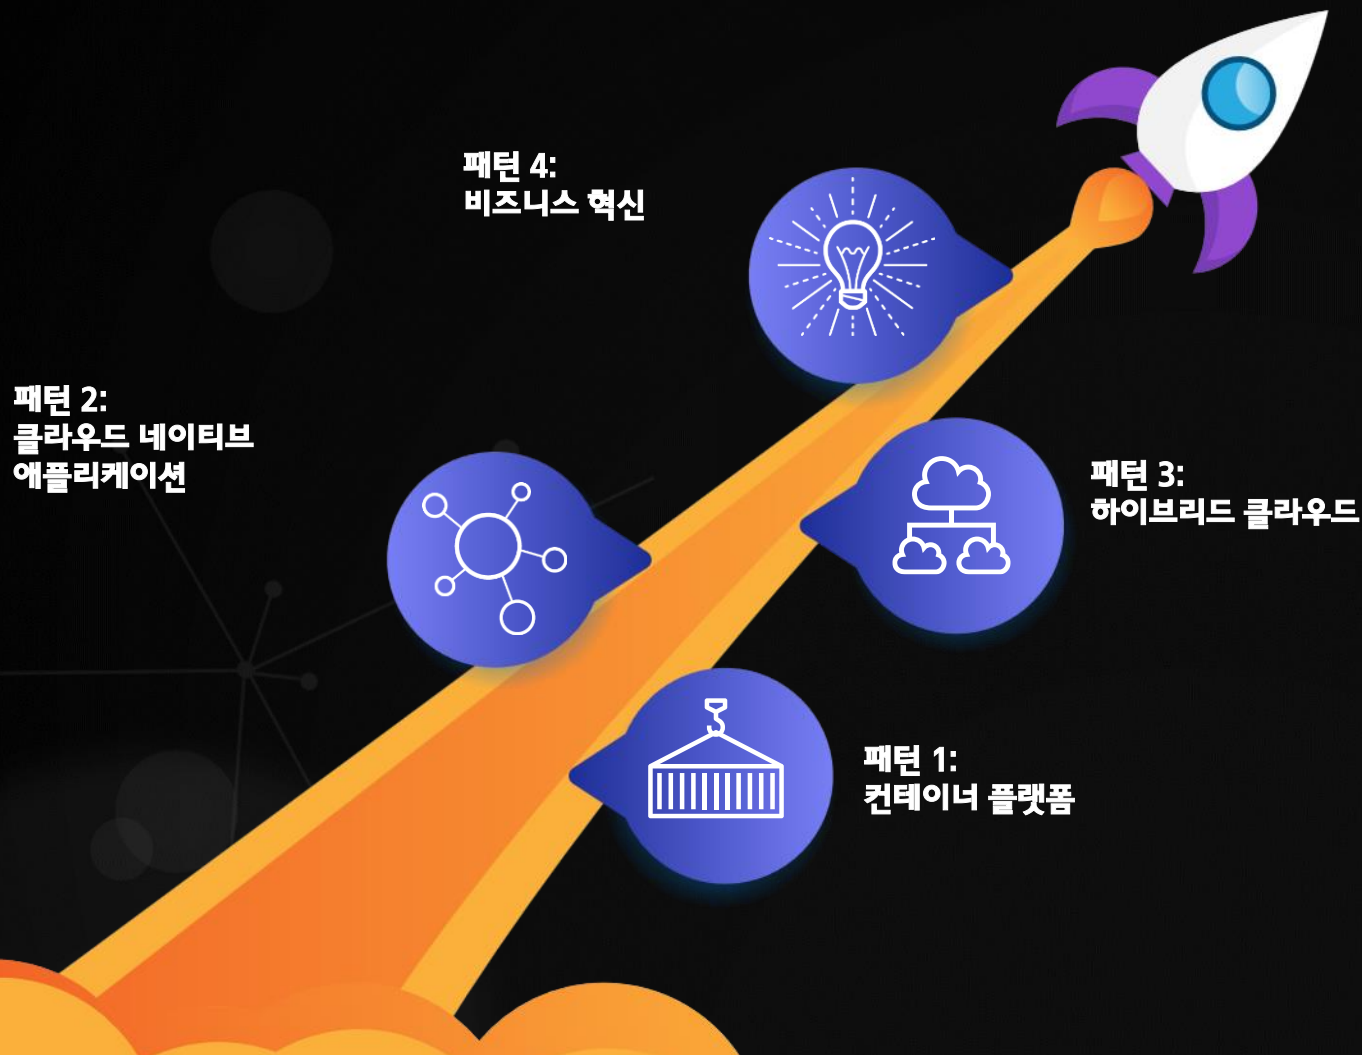 패턴 4:
비즈니스 혁신
패턴 2:
클라우드 네이티브
애플리케이션
패턴 3:
하이브리드 클라우드
패턴 1:
컨테이너 플랫폼